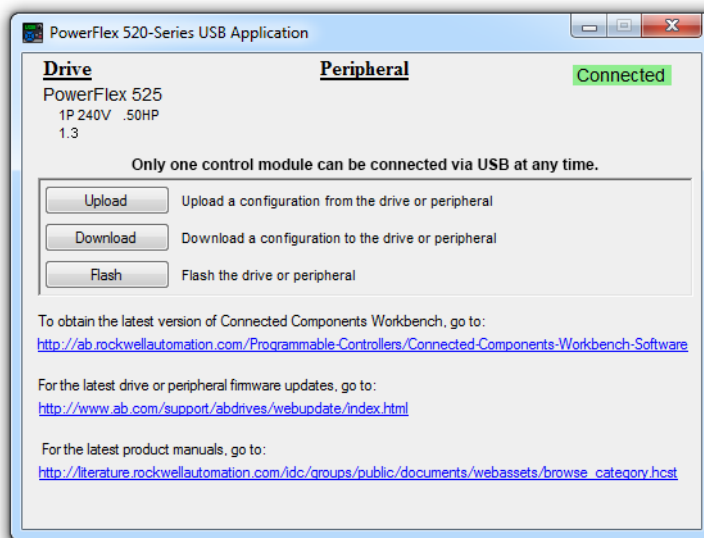 PowerFlex 520-Series USB Application
Drive Peripheral Connected
PowerFlex 525
1P 240V .50HP
1.3
Only one control module can be connected via USB at any time.
Upload Upload a configuration from the drive or peripheral
Download Download a configuration to the drive or peripheral
Flash Flash the drive or peripheral
To obtain the latest version of Connected Components Workbench, go to:
http://ab.rockwellautomation.com/Programmable-Controllers/Connected-Components-Workbench-Software
For the latest drive or peripheral firmware updates, go to:
http://www.ab.com/support/abdrives/webupdate/index.html
For the latest product manuals, go to:
http://literature.rockwellautomation.com/idc/groups/public/documents/webassets/browse_category.hcst